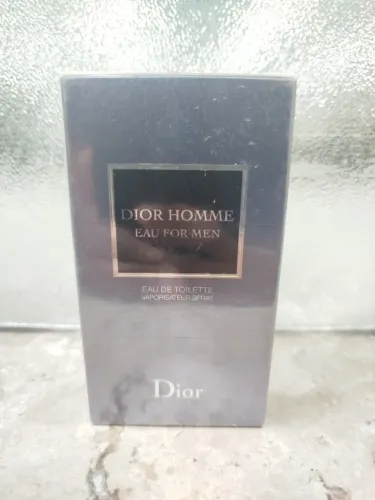 DIOR HOMME
EAU FOR MEN
EAU DE TOILETTE
VAPORISATEUR SPRAY
Dior